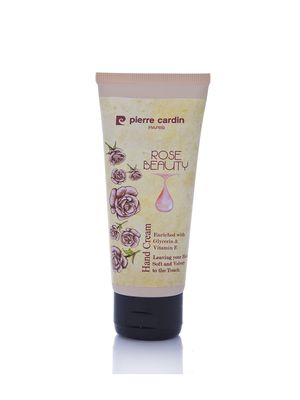 pierre cardin
PARIS
ROSE
BEAUTY
Hand Cream
Enriched with
Glycerin &
Vitamin E
Leaving your
Soft and Velvety
to the Touch.